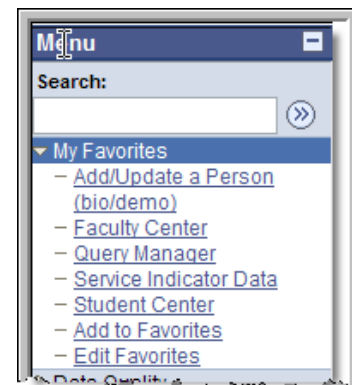 Menu
Search:
My Favorites
– Add/Update a Person
(bio/demo)
– Faculty Center
– Query Manager
– Service Indicator Data
– Student Center
– Add to Favorites
– Edit Favorites